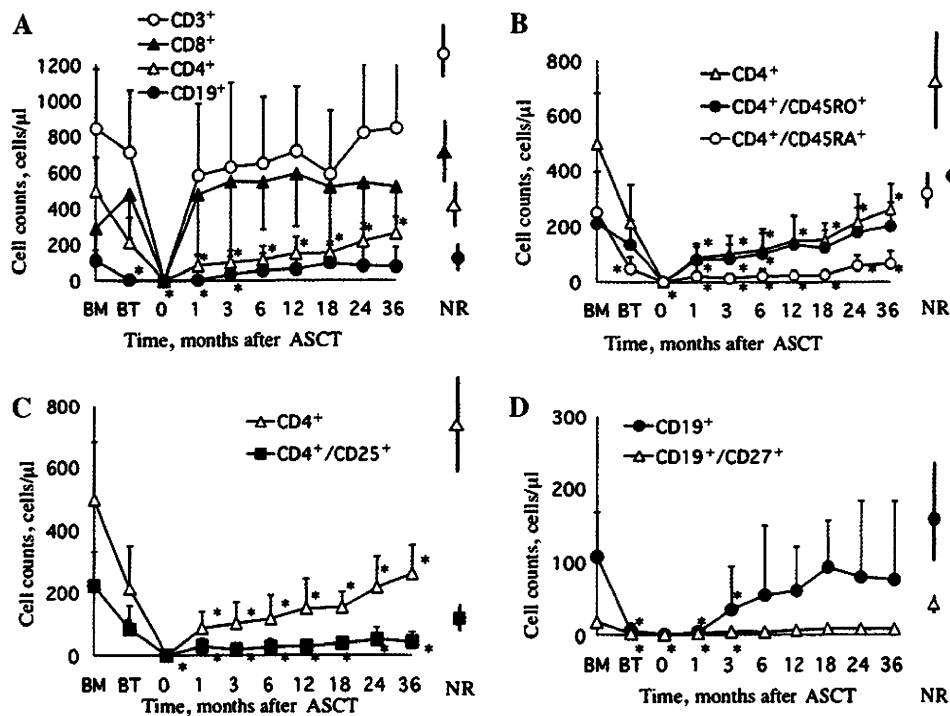 A
CD3+
CD8+
CD4+
CD19+
Cell counts, cells/μl
1200
1000
800
600
400
200
0
BM BT 0 1 3 6 12 18 24 36 NR
Time, months after ASCT
B
CD4+
CD4+/CD45RO+
CD4+/CD45RA+
Cell counts, cells/μl
800
600
400
200
0
BM BT 0 1 3 6 12 18 24 36 NR
Time, months after ASCT
C
CD4+
CD4+/CD25+
Cell counts, cells/μl
800
600
400
200
0
BM BT 0 1 3 6 12 18 24 36 NR
Time, months after ASCT
D
CD19+
CD19+/CD27+
Cell counts, cells/μl
300
200
100
0
BM BT 0 1 3 6 12 18 24 36 NR
Time, months after ASCT